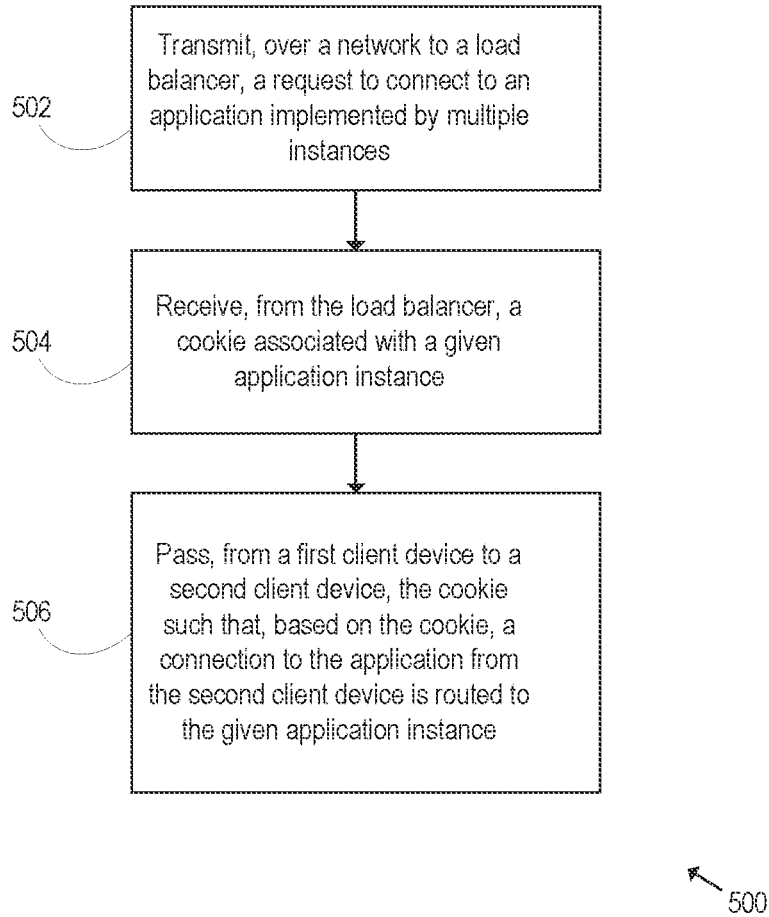 Transmit, over a network to a load
balancer, a request to connect to an
application implemented by multiple
instances
502
Receive, from the load balancer, a
cookie associated with a given
application instance
504
Pass, from a first client device to a
second client device, the cookie
such that, based on the cookie, a
connection to the application from
the second client device is routed to
the given application instance
506
500